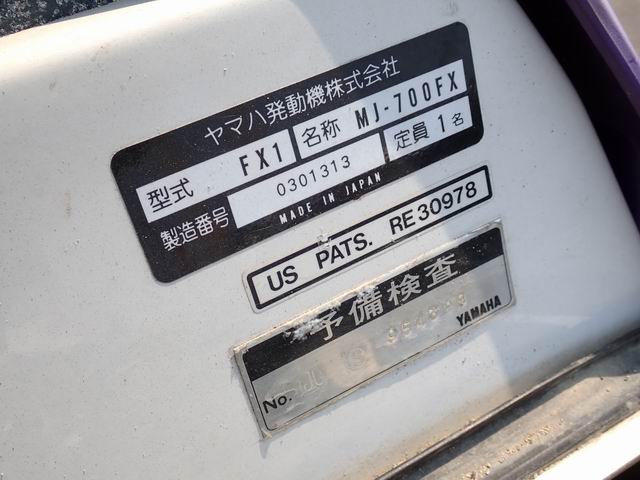 ヤマハ発動機株式会社
型式 FX1 名称 MJ-700FX
製造番号 0301313 定員 1名
MADE IN JAPAN
US PATS. RE30978
予備検査
YAMAHA
No.